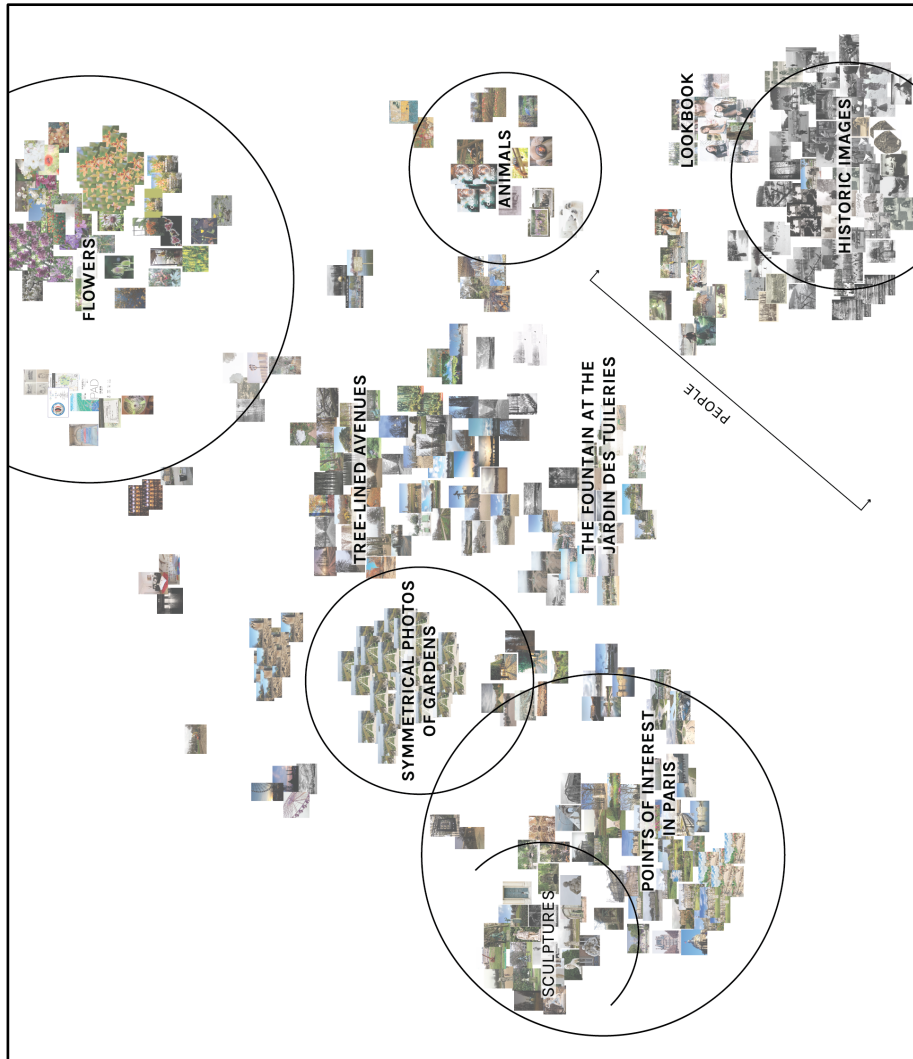 FLOWERS
ANIMALS
LOOKBOOK
HISTORIC IMAGES
PEOPLE
TREE-LINED AVENUES
THE FOUNTAIN AT THE
JARDIN DES TUILERIES
SYMMETRICAL PHOTOS
OF GARDENS
POINTS OF INTEREST
IN PARIS
SCULPTURES
PAD